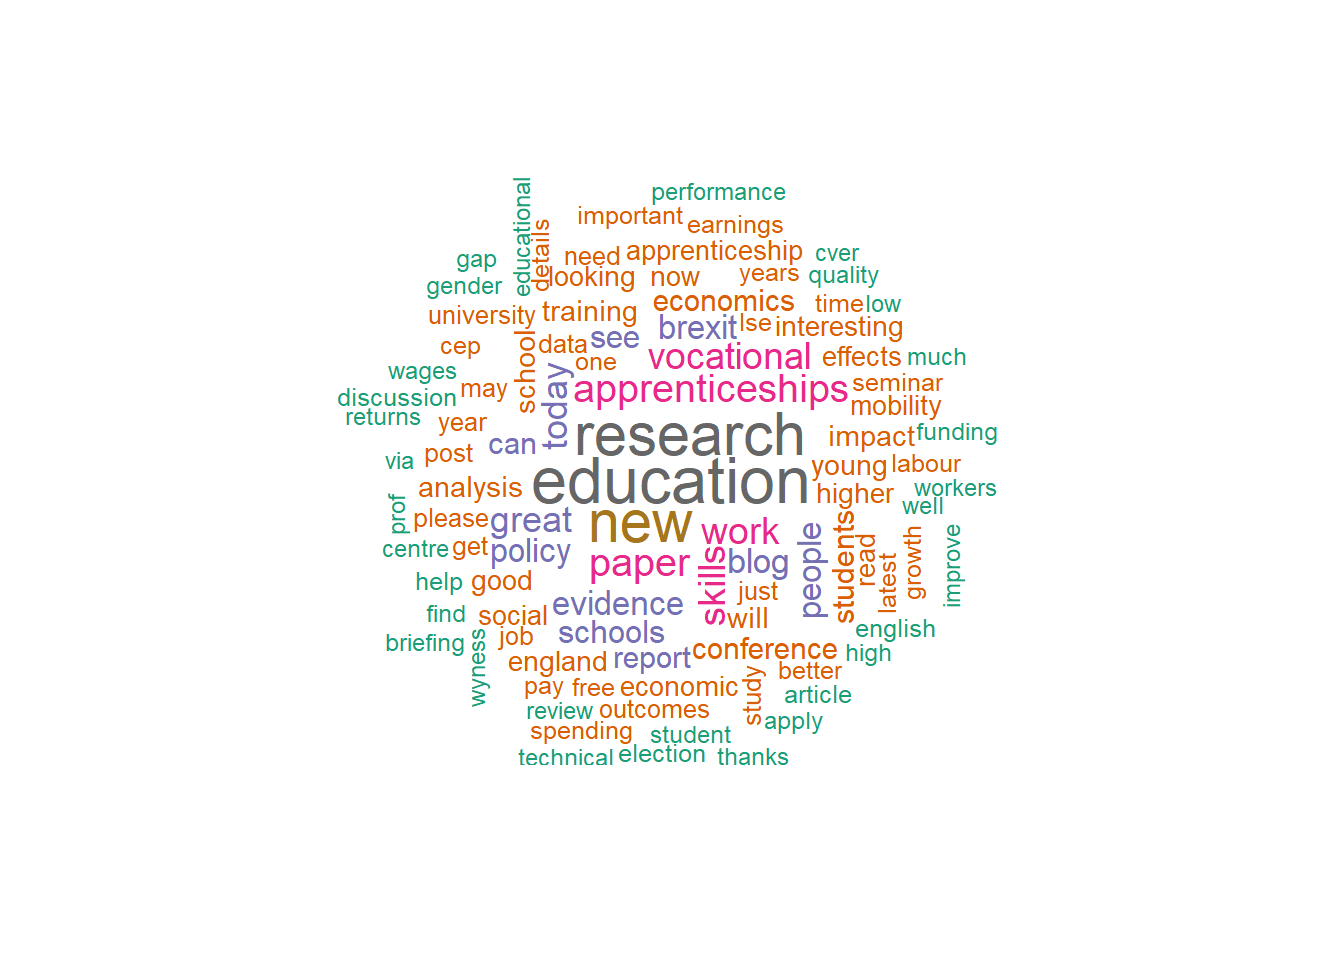 performance
educational
important
earnings
details
need
apprenticeship
cver
gap
looking
now
years
quality
gender
economics
time
low
university
training
brexit
lse
interesting
see
cep
school
data
one
vocational
effects
much
wages
may
today
apprenticeships
seminar
discussion
mobility
returns
year
can
research
impact
funding
via
post
young
labour
education
analysis
higher
workers
prof
please
great
new
work
well
centre
get
policy
people
students
read
growth
improve
paper
skills
blog
latest
help
good
just
find
social
evidence
will
briefing
job
schools
english
wyness
england
report
conference
high
pay
free
economic
study
better
article
review
outcomes
apply
spending
student
technical
election
thanks